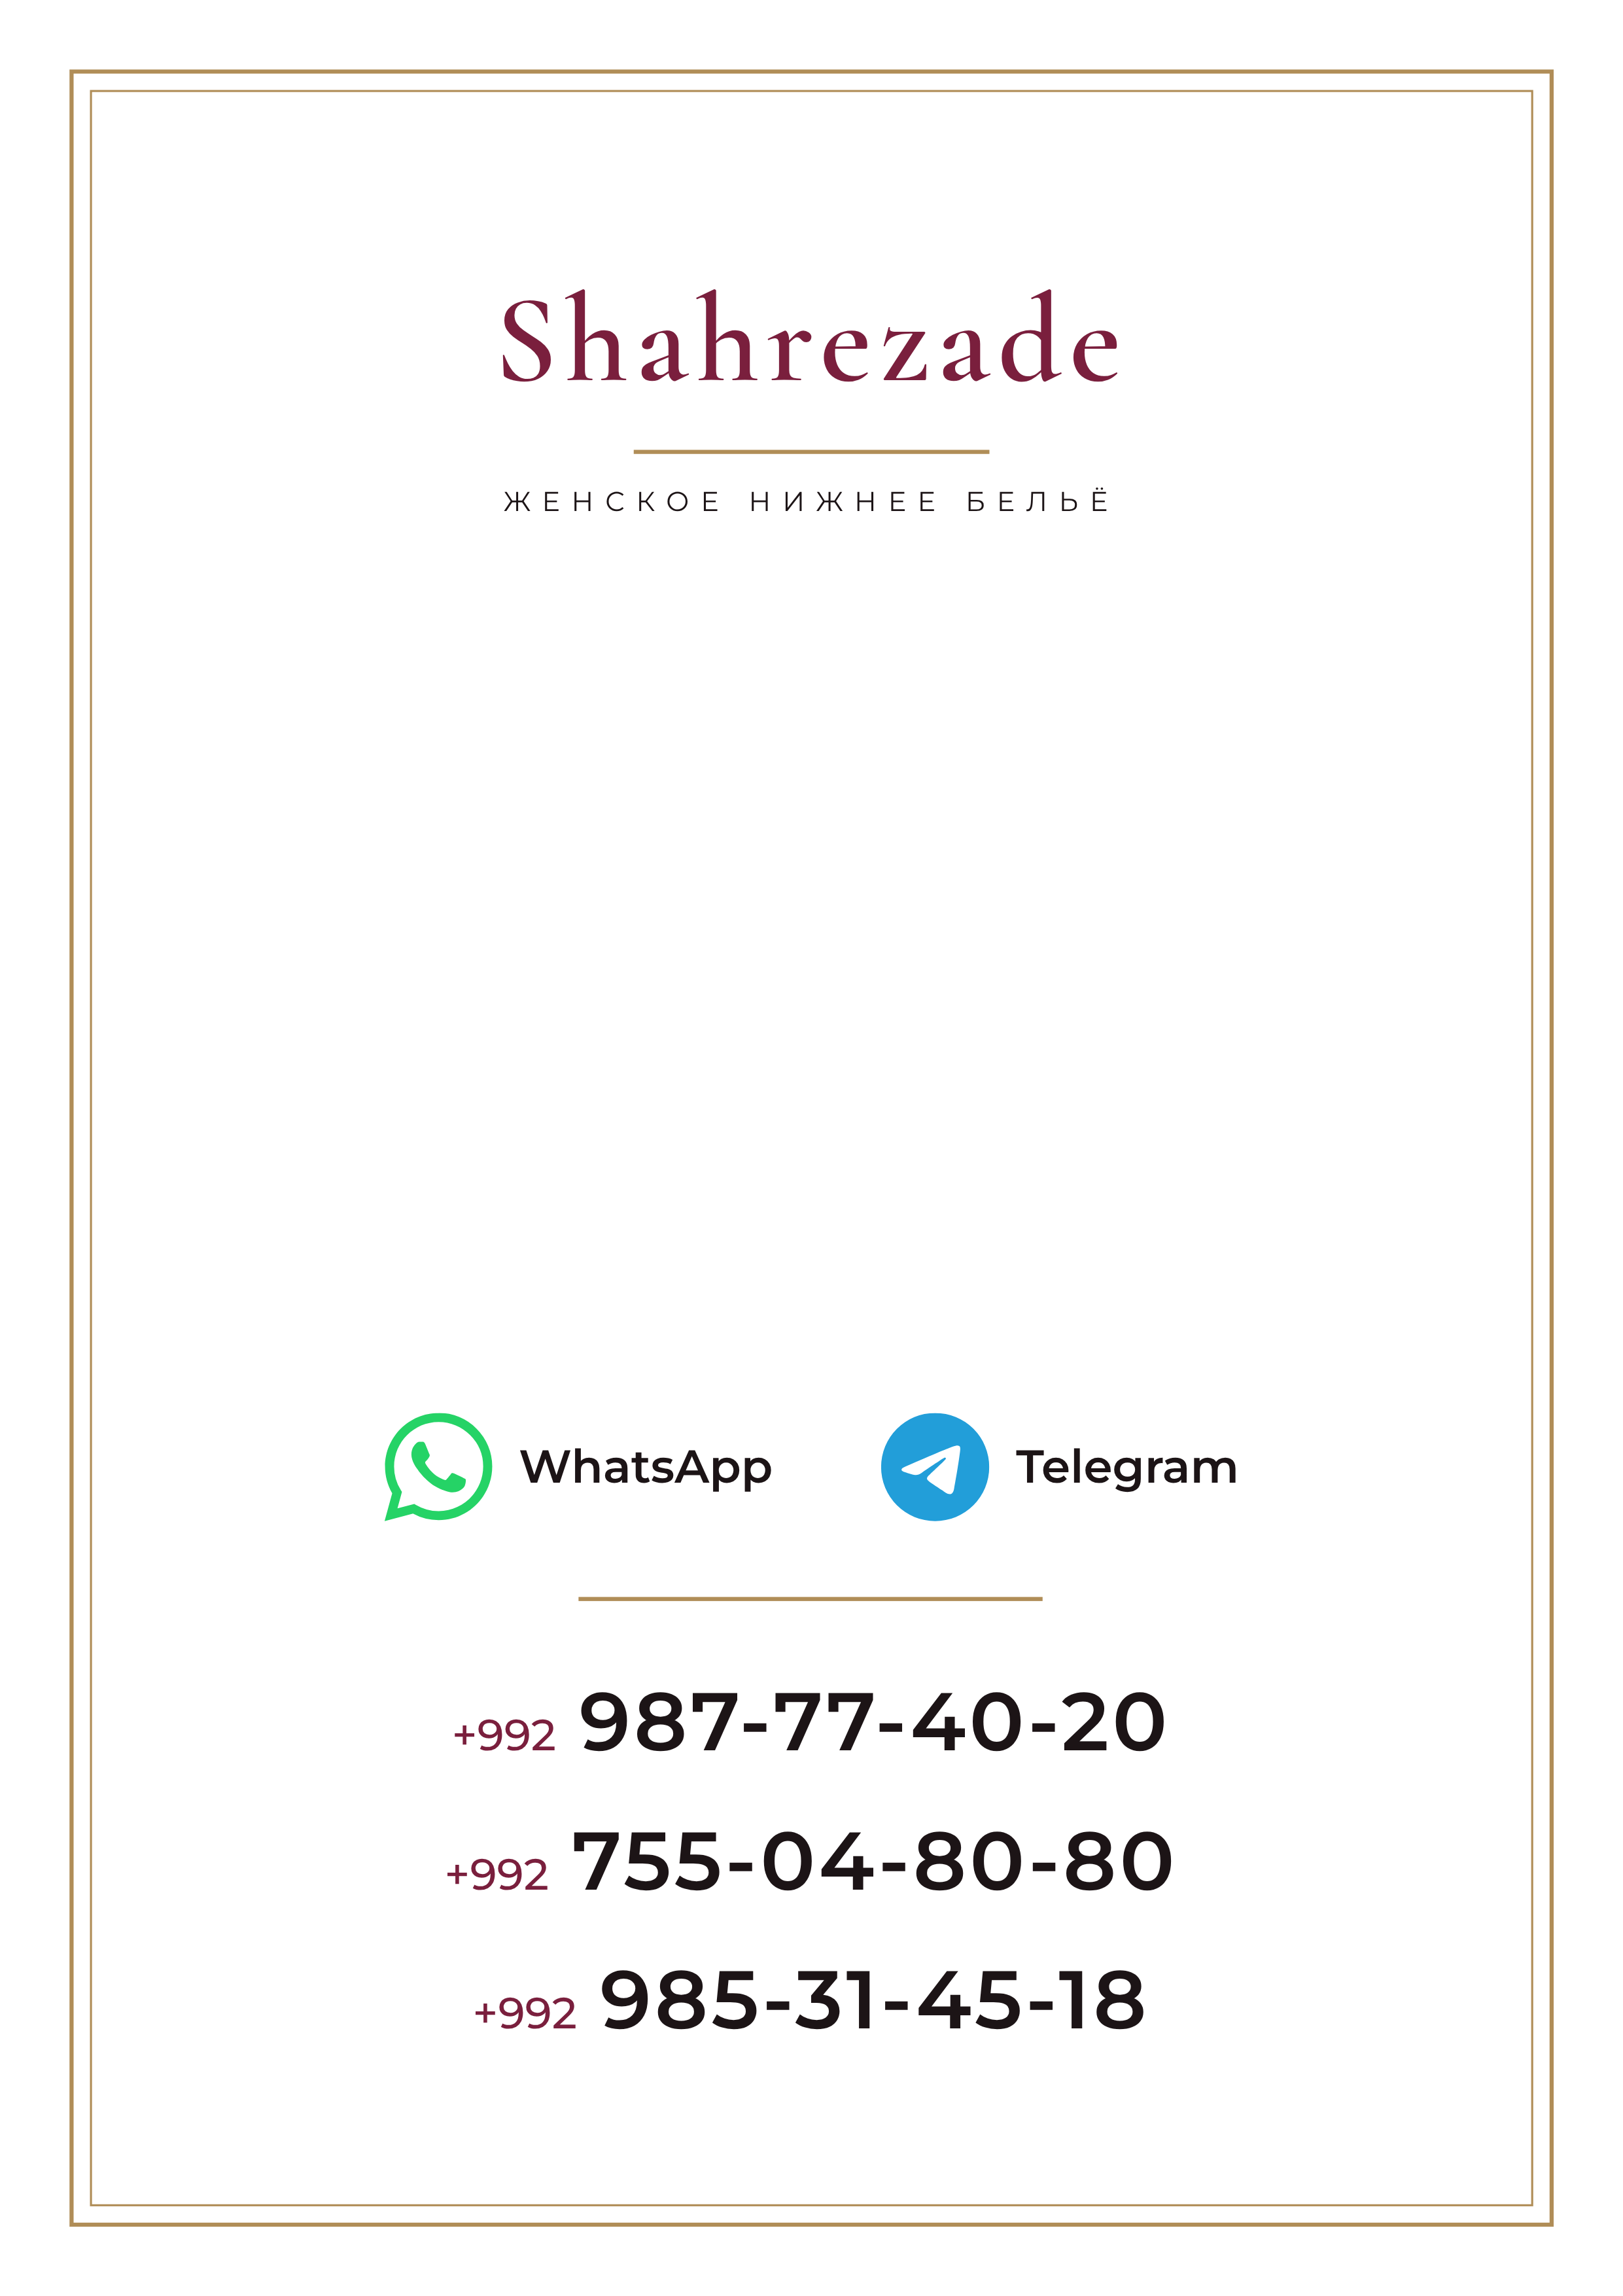 Shahrezade
ЖЕНСКОЕ НИЖНЕЕ БЕЛЬЁ
WhatsApp Telegram
+992 987-77-40-20
+992 755-04-80-80
+992 985-31-45-18